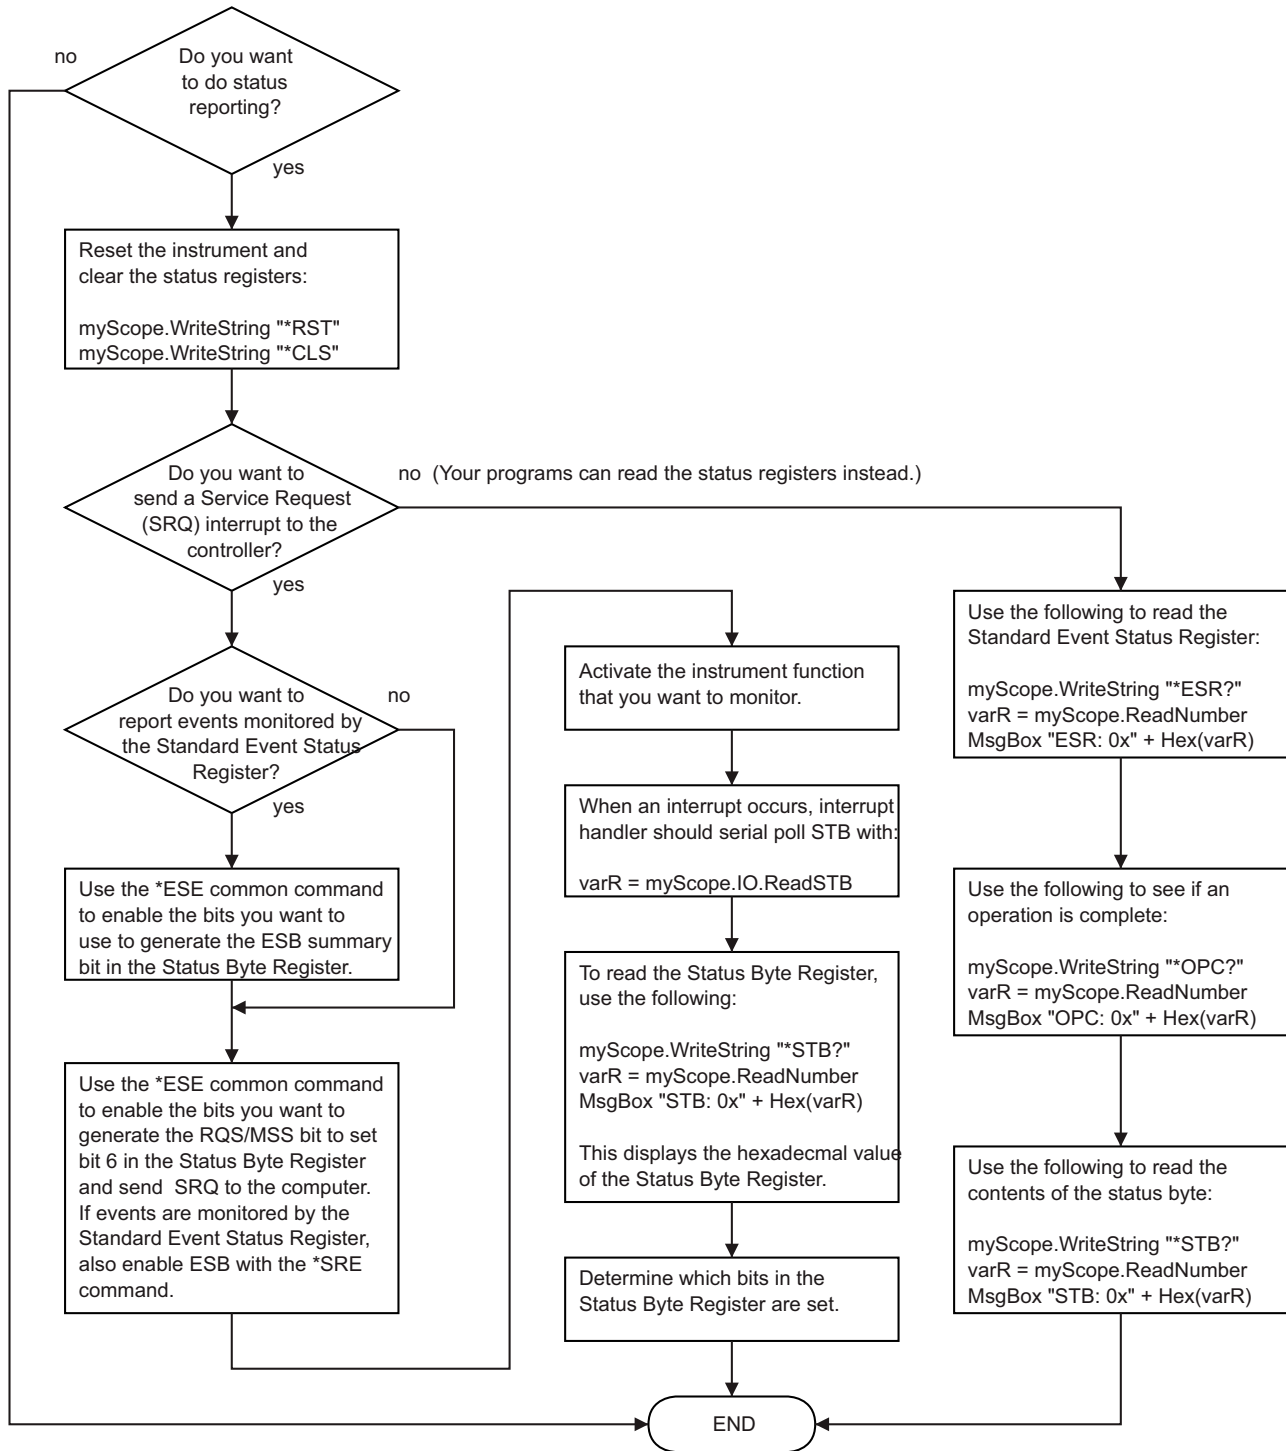 Do you want
to do status
reporting?
no
yes
Reset the instrument and
clear the status registers:
myScope.WriteString "*RST"
myScope.WriteString "*CLS"
Do you want to
send a Service Request
(SRQ) interrupt to the
controller?
no (Your programs can read the status registers instead.)
yes
Do you want to
report events monitored by
the Standard Event Status
Register?
no
yes
Use the *ESE common command
to enable the bits you want to
use to generate the ESB summary
bit in the Status Byte Register.
Use the *ESE common command
to enable the bits you want to
generate the RQS/MSS bit to set
bit 6 in the Status Byte Register
and send SRQ to the computer.
If events are monitored by the
Standard Event Status Register,
also enable ESB with the *SRE
command.
Activate the instrument function
that you want to monitor.
When an interrupt occurs, interrupt
handler should serial poll STB with:
varR = myScope.IO.ReadSTB
To read the Status Byte Register,
use the following:
myScope.WriteString "*STB?"
varR = myScope.ReadNumber
MsgBox "STB: 0x" + Hex(varR)
This displays the hexadecmal value
of the Status Byte Register.
Determine which bits in the
Status Byte Register are set.
Use the following to read the
Standard Event Status Register:
myScope.WriteString "*ESR?"
varR = myScope.ReadNumber
MsgBox "ESR: 0x" + Hex(varR)
Use the following to see if an
operation is complete:
myScope.WriteString "*OPC?"
varR = myScope.ReadNumber
MsgBox "OPC: 0x" + Hex(varR)
Use the following to read the
contents of the status byte:
myScope.WriteString "*STB?"
varR = myScope.ReadNumber
MsgBox "STB: 0x" + Hex(varR)
END